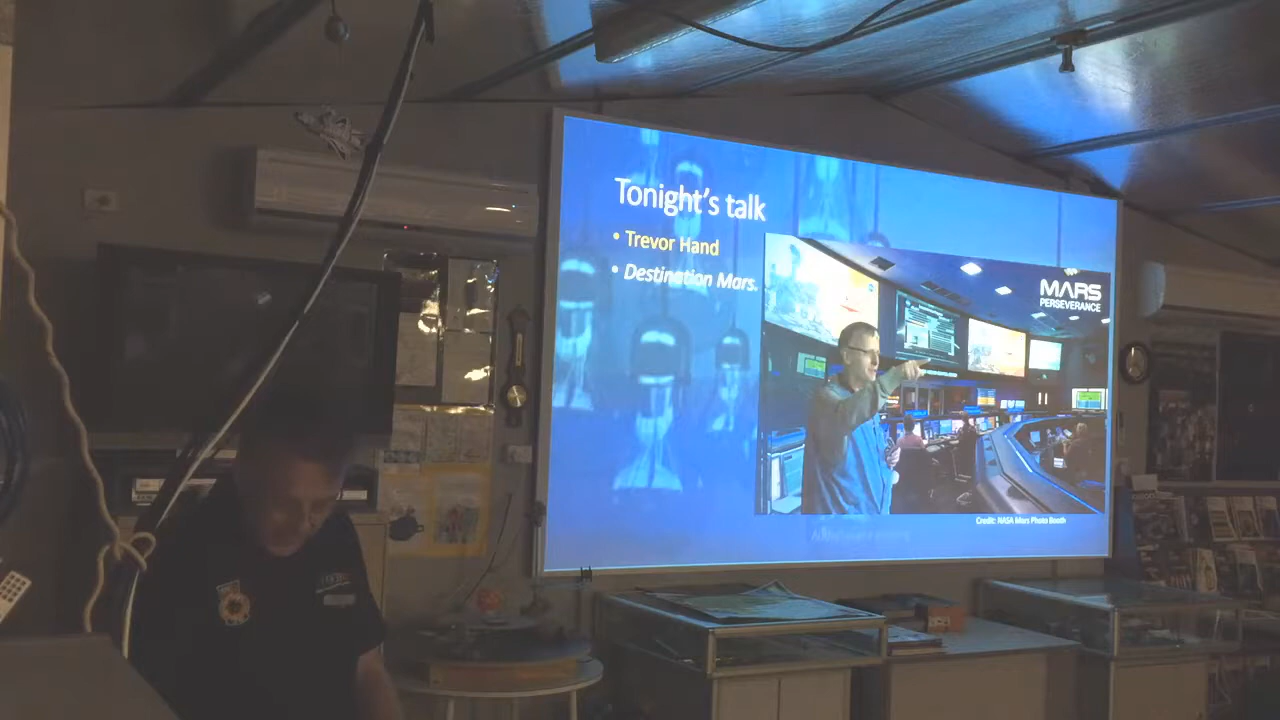 Tonight's talk
• Trevor Hand
• Destination Mars.
MARS
PERSEVERANCE
Credit: NASA Mars Photo Booth